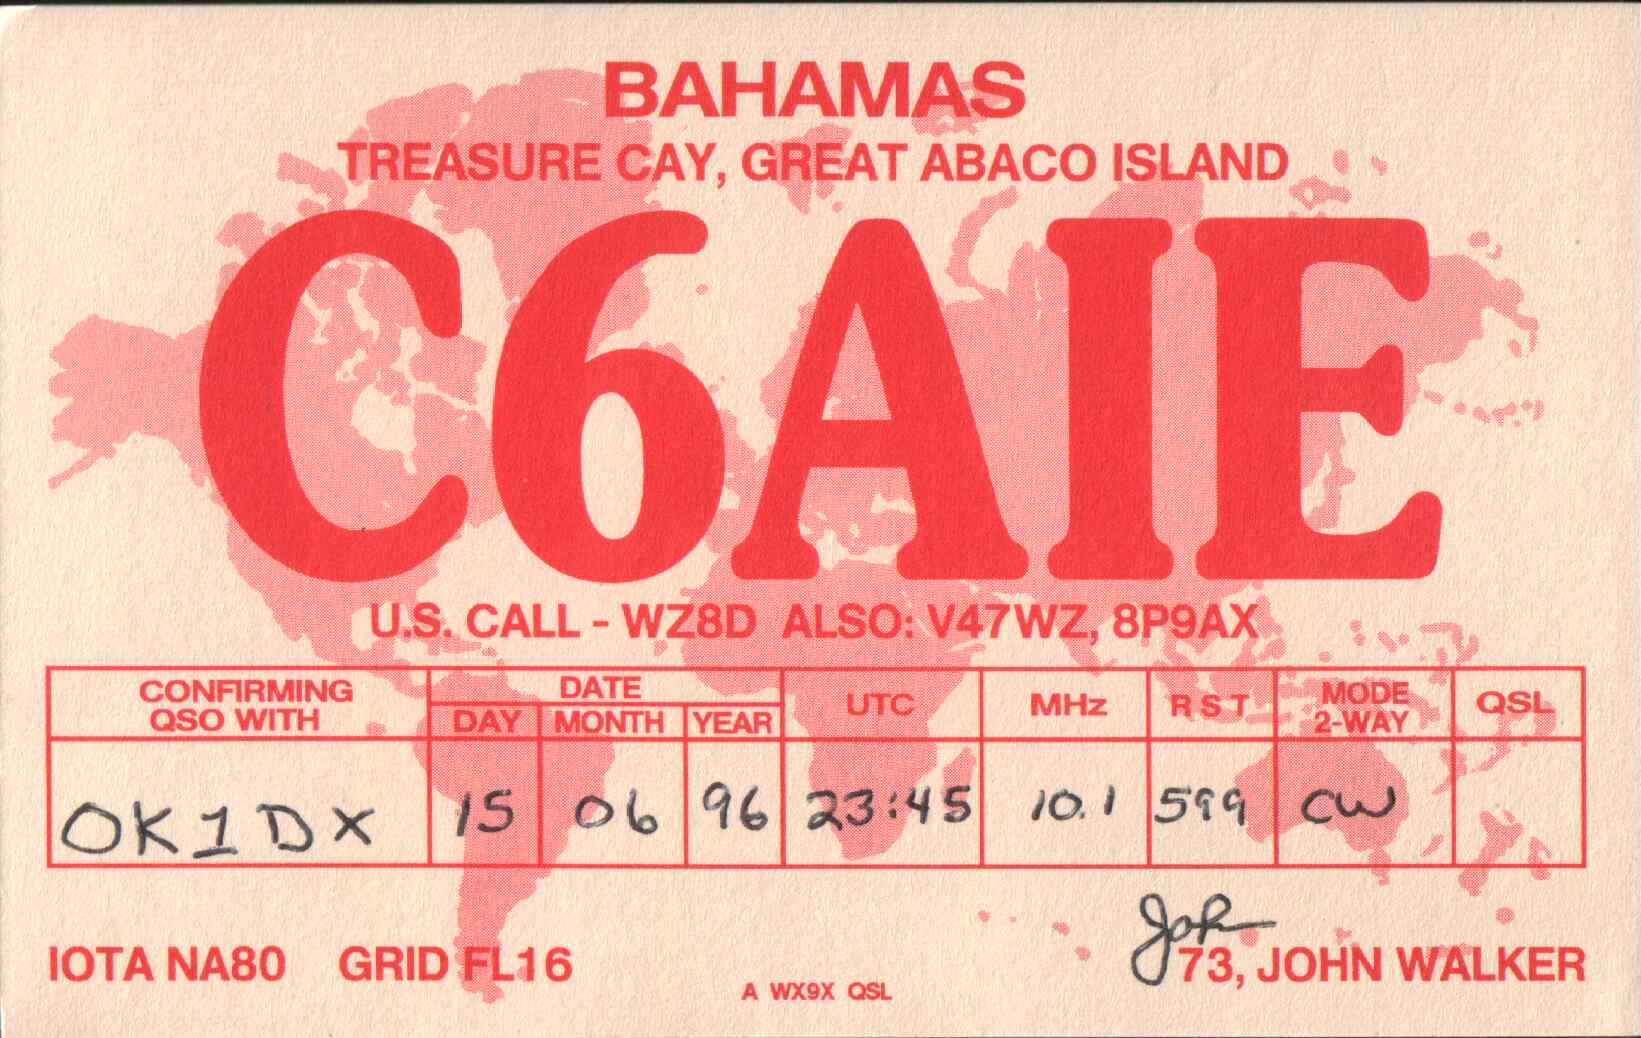 BAHAMAS
TREASURE CAY, GREAT ABACO ISLAND
C6AIE
U.S. CALL - WZ8D ALSO: V47WZ, 8P9AX
CONFIRMING QSO WITH DATE DAY MONTH YEAR UTC MHz RST MODE 2-WAY QSL
OK1DX 15 06 96 23:45 10.1 599 CW
John
IOTA NA80 GRID FL16 73, JOHN WALKER
A WX9X QSL